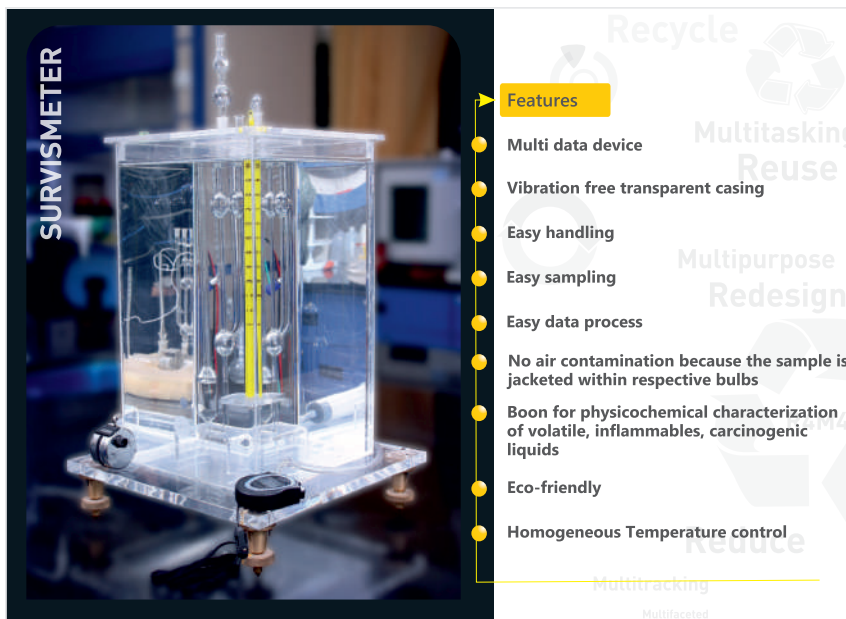 SURVISMETER
Recycle
Features
Multitasking
Multi data device
Reuse
Vibration free transparent casing
Easy handling
Multipurpose
Easy sampling
Redesign
Easy data process
No air contamination because the sample is
jacketed within respective bulbs
Boon for physicochemical characterization
of volatile, inflammables, carcinogenic
liquids
Eco-friendly
Homogeneous Temperature control
Reduce
Multitracking
Multifaceted